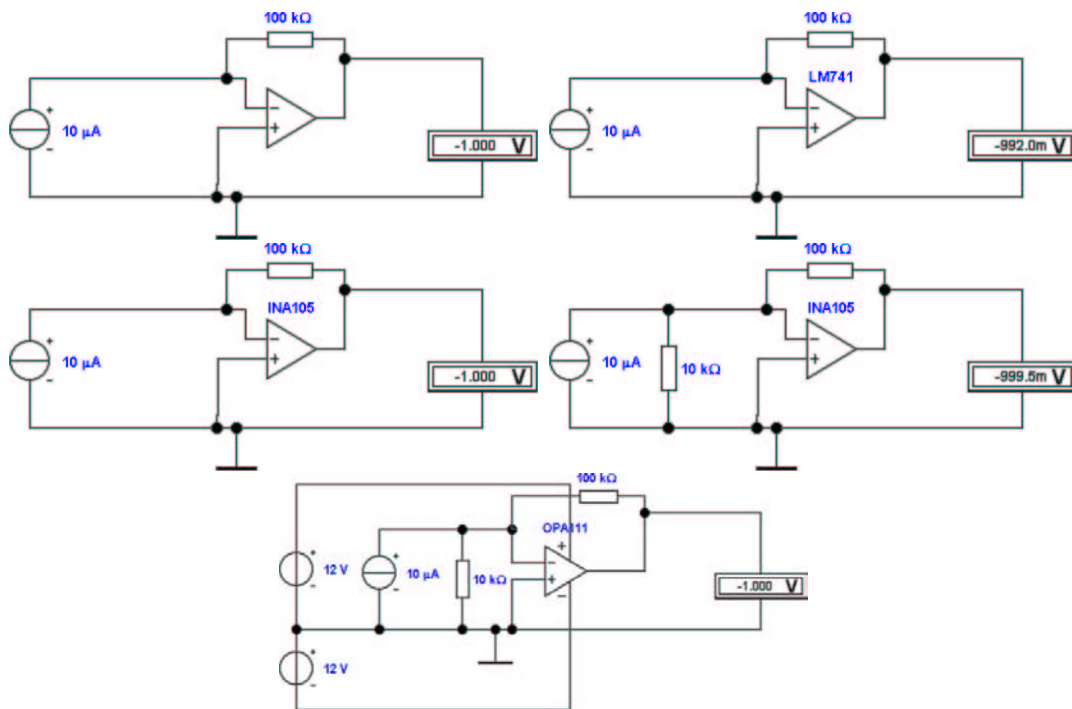 100 kΩ
+
−
+
10 µA
−
-1.000 V
100 kΩ
LM741
+
−
+
10 µA
−
-992.0m V
100 kΩ
INA105
+
−
+
10 µA
−
-1.000 V
100 kΩ
INA105
+
−
+
10 µA
−
10 kΩ
-999.5m V
100 kΩ
OPA111
+
−
+
−
+
12 V
−
+
10 µA
−
10 kΩ
-1.000 V
+
12 V
−